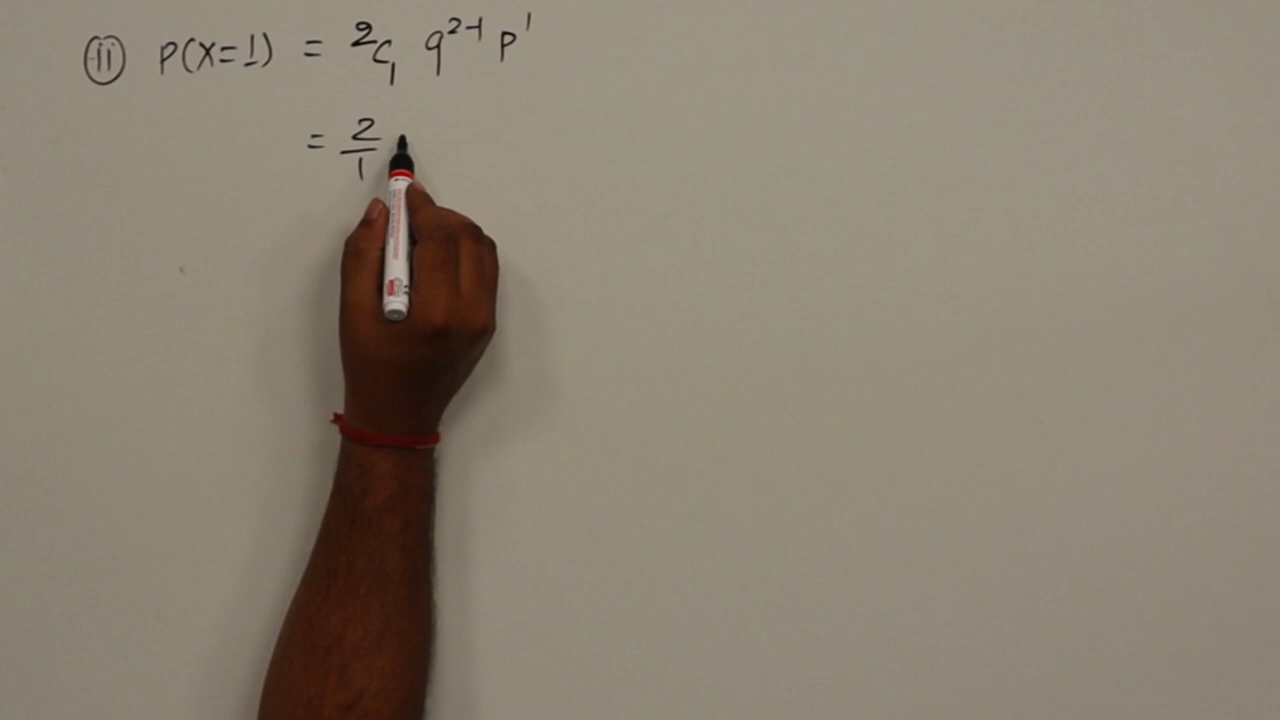 (ii) P(X=1) = ²C₁ q²⁻¹ p¹
= 2/1